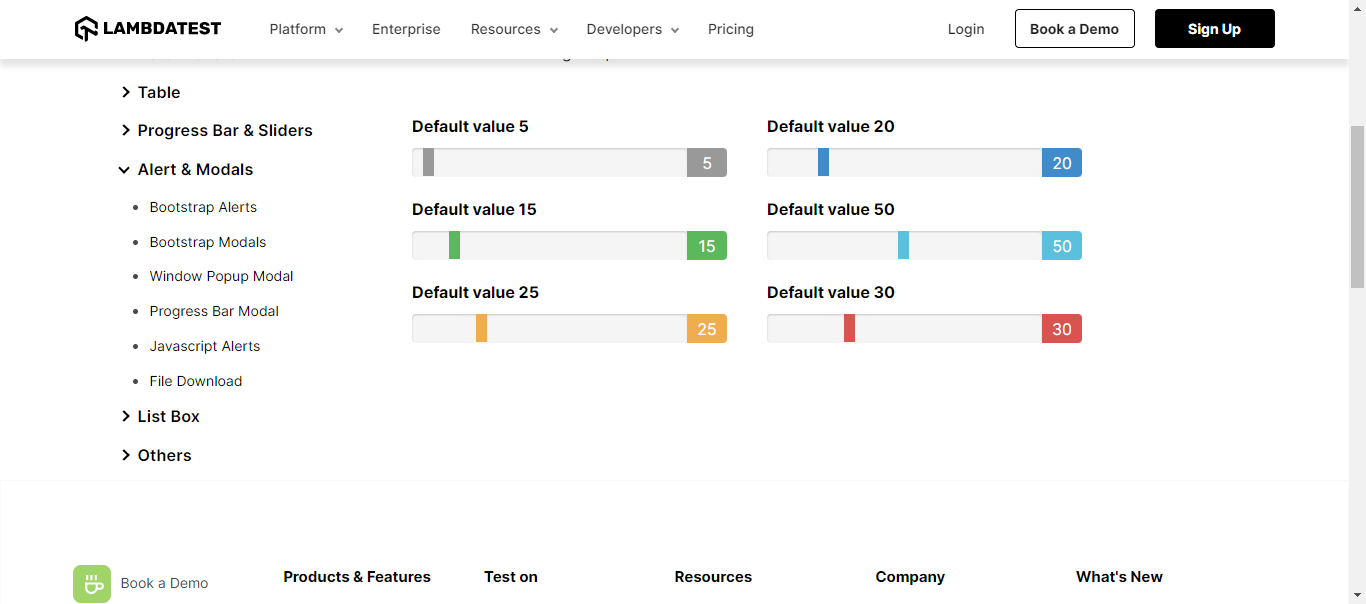 LAMBDATEST
Platform
Enterprise
Resources
Developers
Pricing
Login
Book a Demo
Sign Up
Table
Progress Bar & Sliders
Alert & Modals
Bootstrap Alerts
Bootstrap Modals
Window Popup Modal
Progress Bar Modal
Javascript Alerts
File Download
List Box
Others
Default value 5
5
Default value 20
20
Default value 15
15
Default value 50
50
Default value 25
25
Default value 30
30
Book a Demo
Products & Features
Test on
Resources
Company
What's New